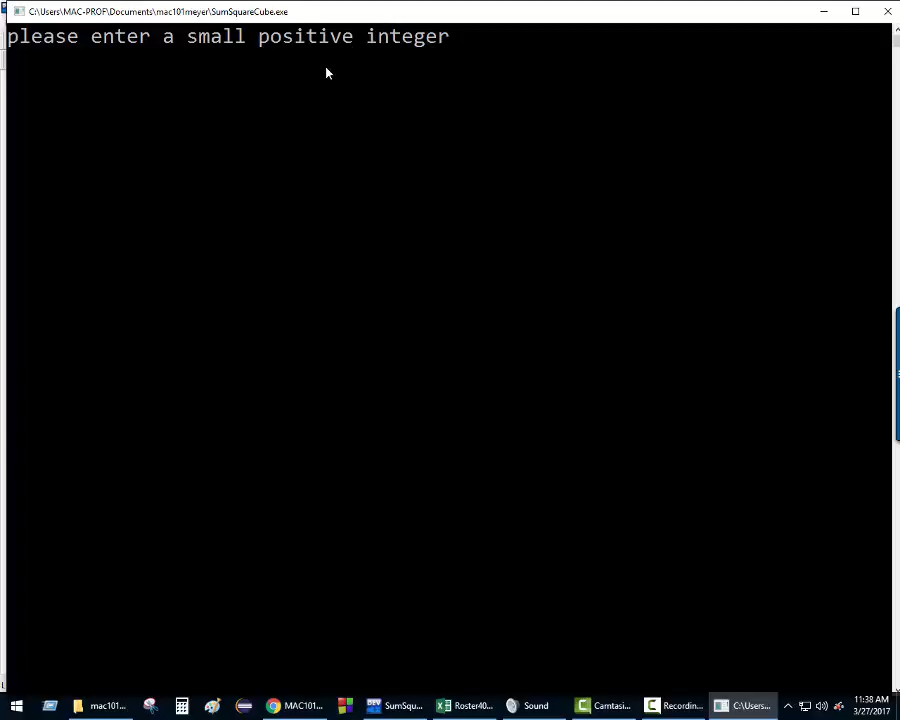 C:\Users\MAC-PROF\Documents\mac101meyer\SumSquareCube.exe
please enter a small positive integer
mac101...
MAC101...
DEV
SumSqu...
Roster40...
Sound
Camtasi...
Recordin...
C:\Users...
11:38 AM
3/27/2017